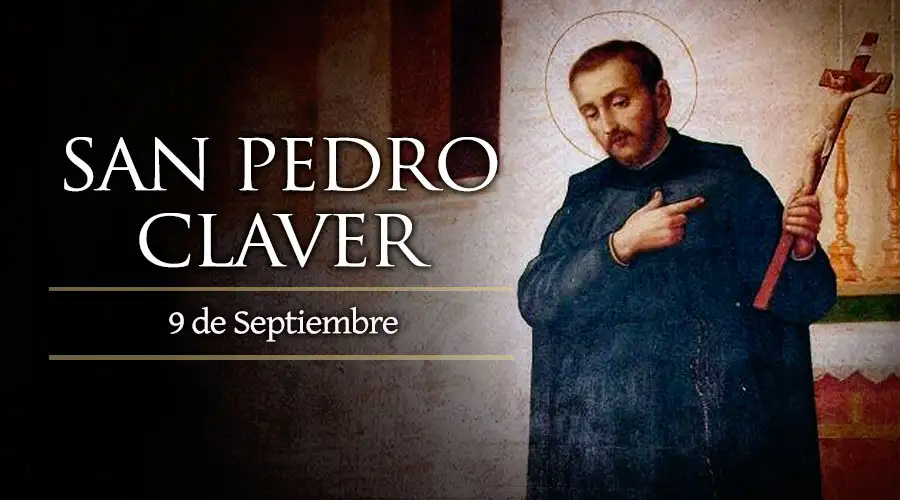 SAN PEDRO
CLAVER
9 de Septiembre